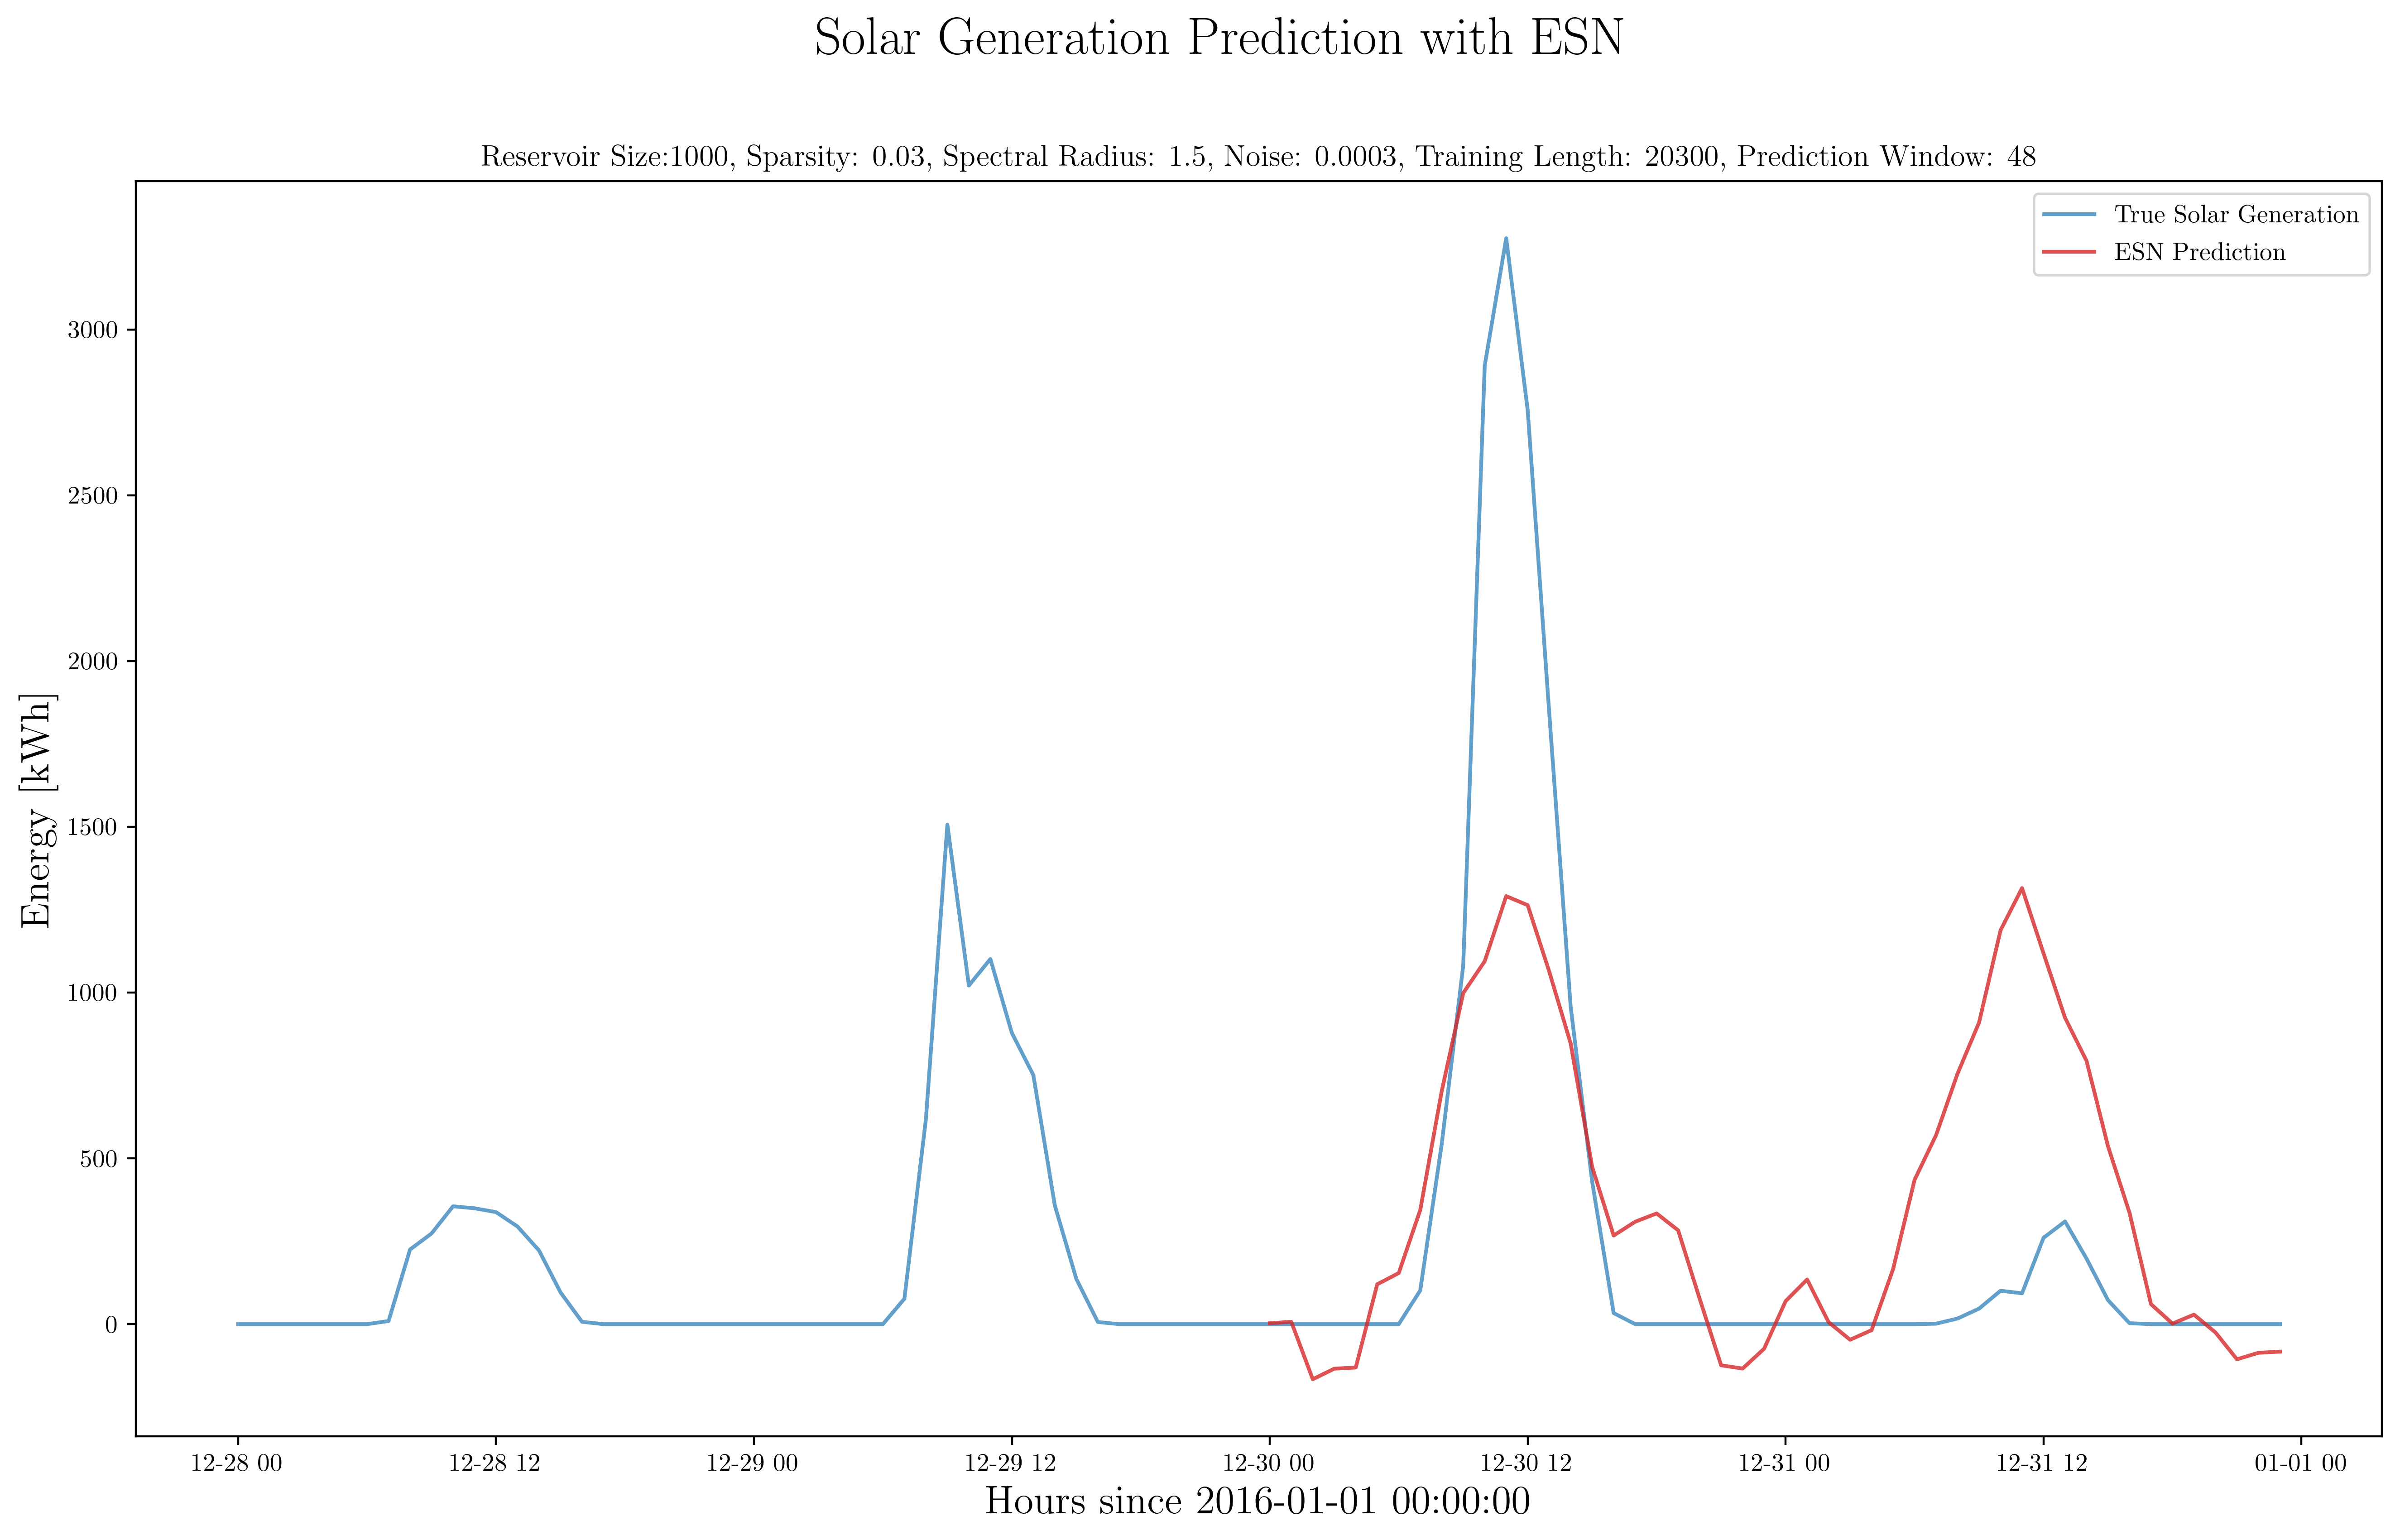 Solar Generation Prediction with ESN
Reservoir Size:1000, Sparsity: 0.03, Spectral Radius: 1.5, Noise: 0.0003, Training Length: 20300, Prediction Window: 48
True Solar Generation
ESN Prediction
Energy [kWh]
3000
2500
2000
1500
1000
500
0
12-28 00 12-28 12 12-29 00 12-29 12 12-30 00 12-30 12 12-31 00 12-31 12 01-01 00
Hours since 2016-01-01 00:00:00